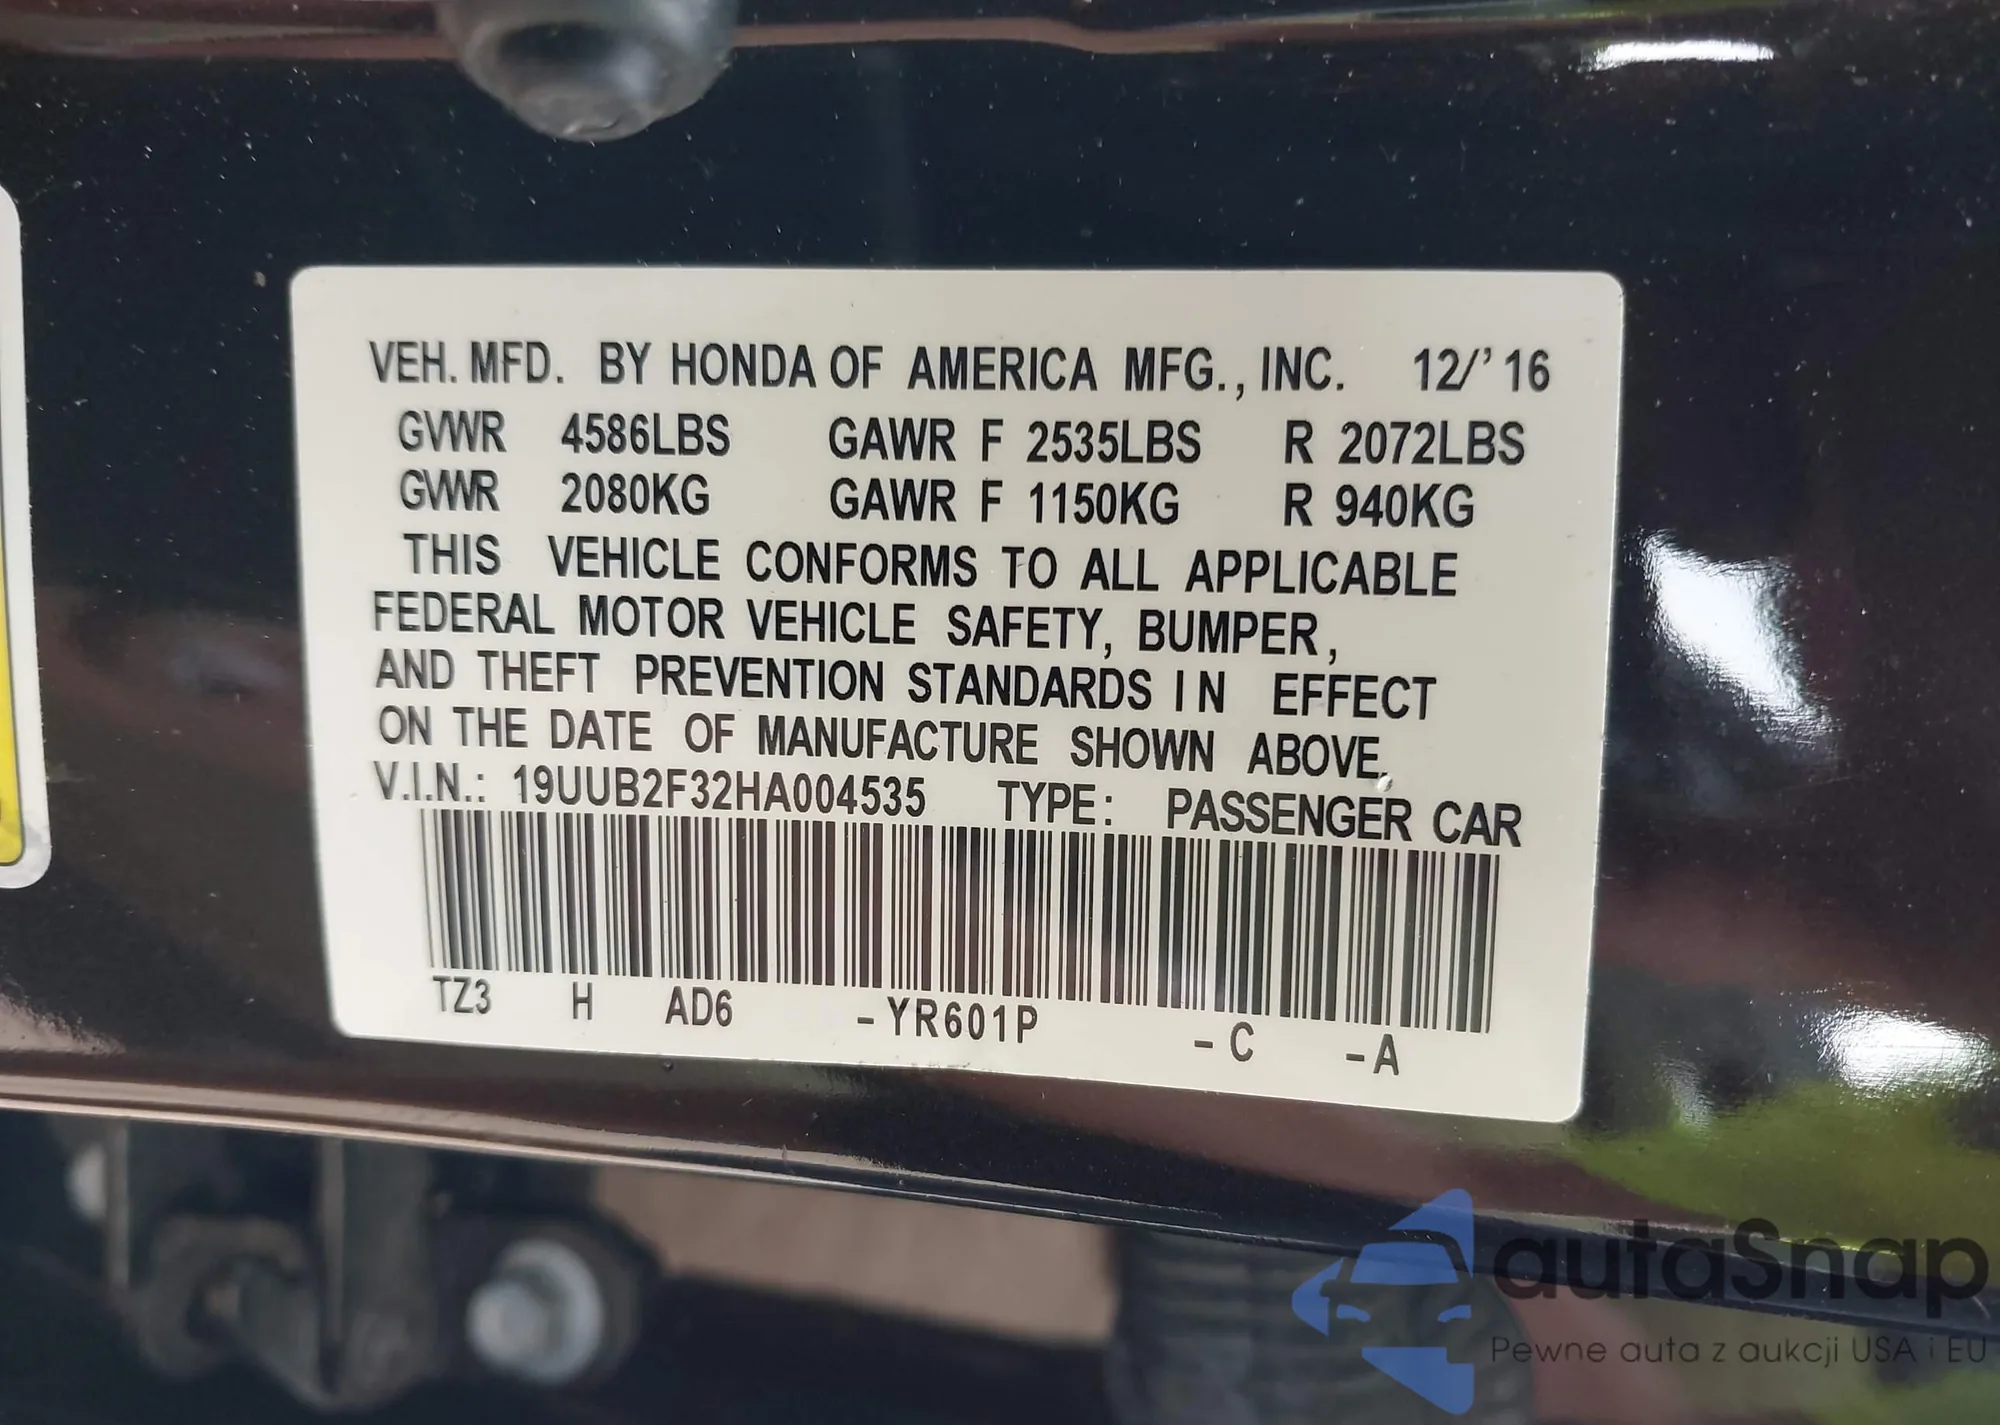 VEH. MFD. BY HONDA OF AMERICA MFG., INC. 12/'16
GVWR 4586LBS GAWR F 2535LBS R 2072LBS
GVWR 2080KG GAWR F 1150KG R 940KG
THIS VEHICLE CONFORMS TO ALL APPLICABLE
FEDERAL MOTOR VEHICLE SAFETY, BUMPER,
AND THEFT PREVENTION STANDARDS IN EFFECT
ON THE DATE OF MANUFACTURE SHOWN ABOVE.
V.I.N.: 19UUB2F32HA004535 TYPE: PASSENGER CAR
TZ3 H AD6 -YR601P -C -A
autaSnap
Pewne auta z aukcji USA i EU